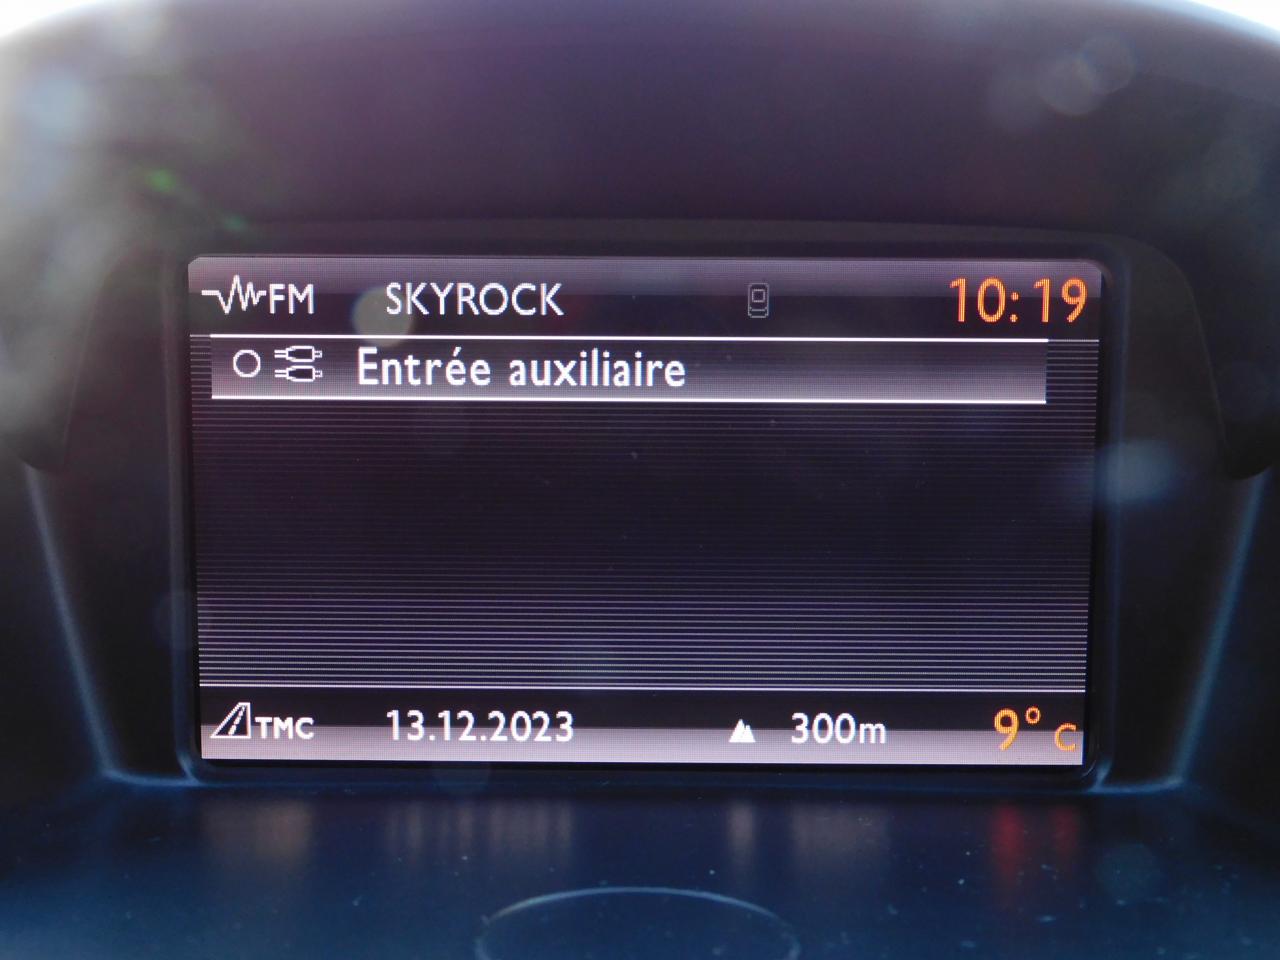 FM SKYROCK 10:19
Entrée auxiliaire
TMC 13.12.2023 300m 9° C